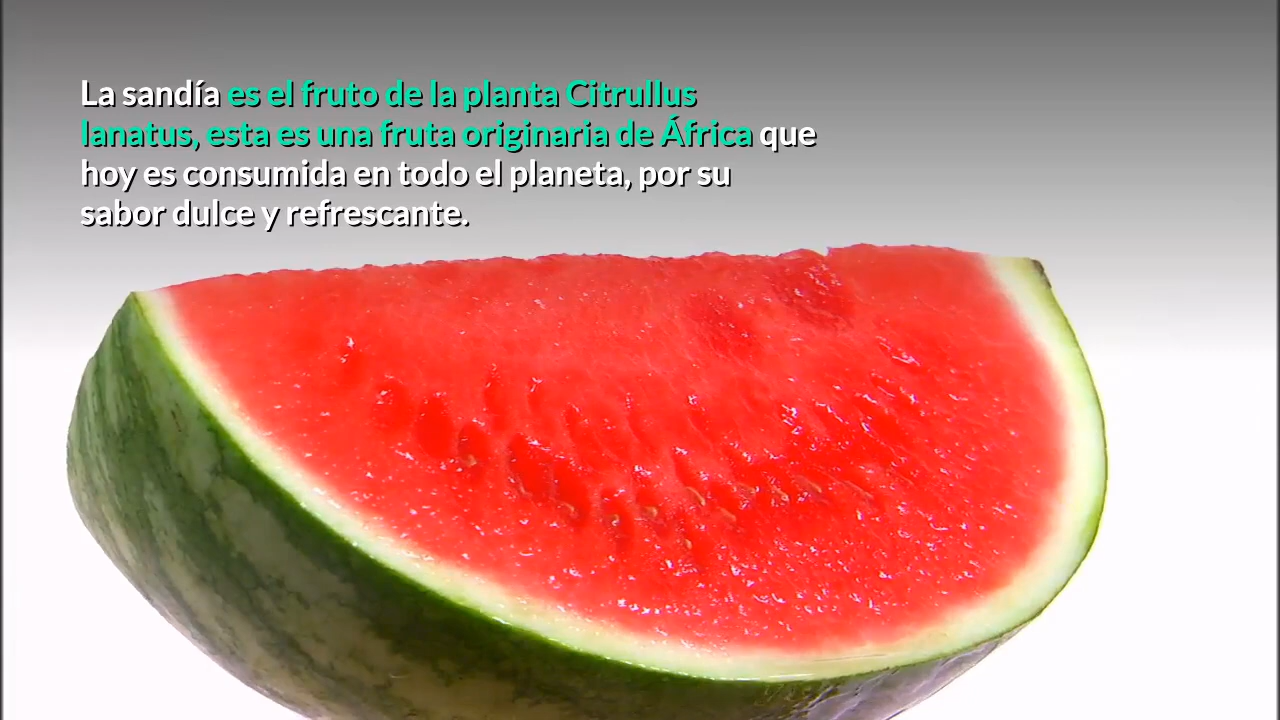 La sandía es el fruto de la planta Citrullus
lanatus, esta es una fruta originaria de África que
hoy es consumida en todo el planeta, por su
sabor dulce y refrescante.